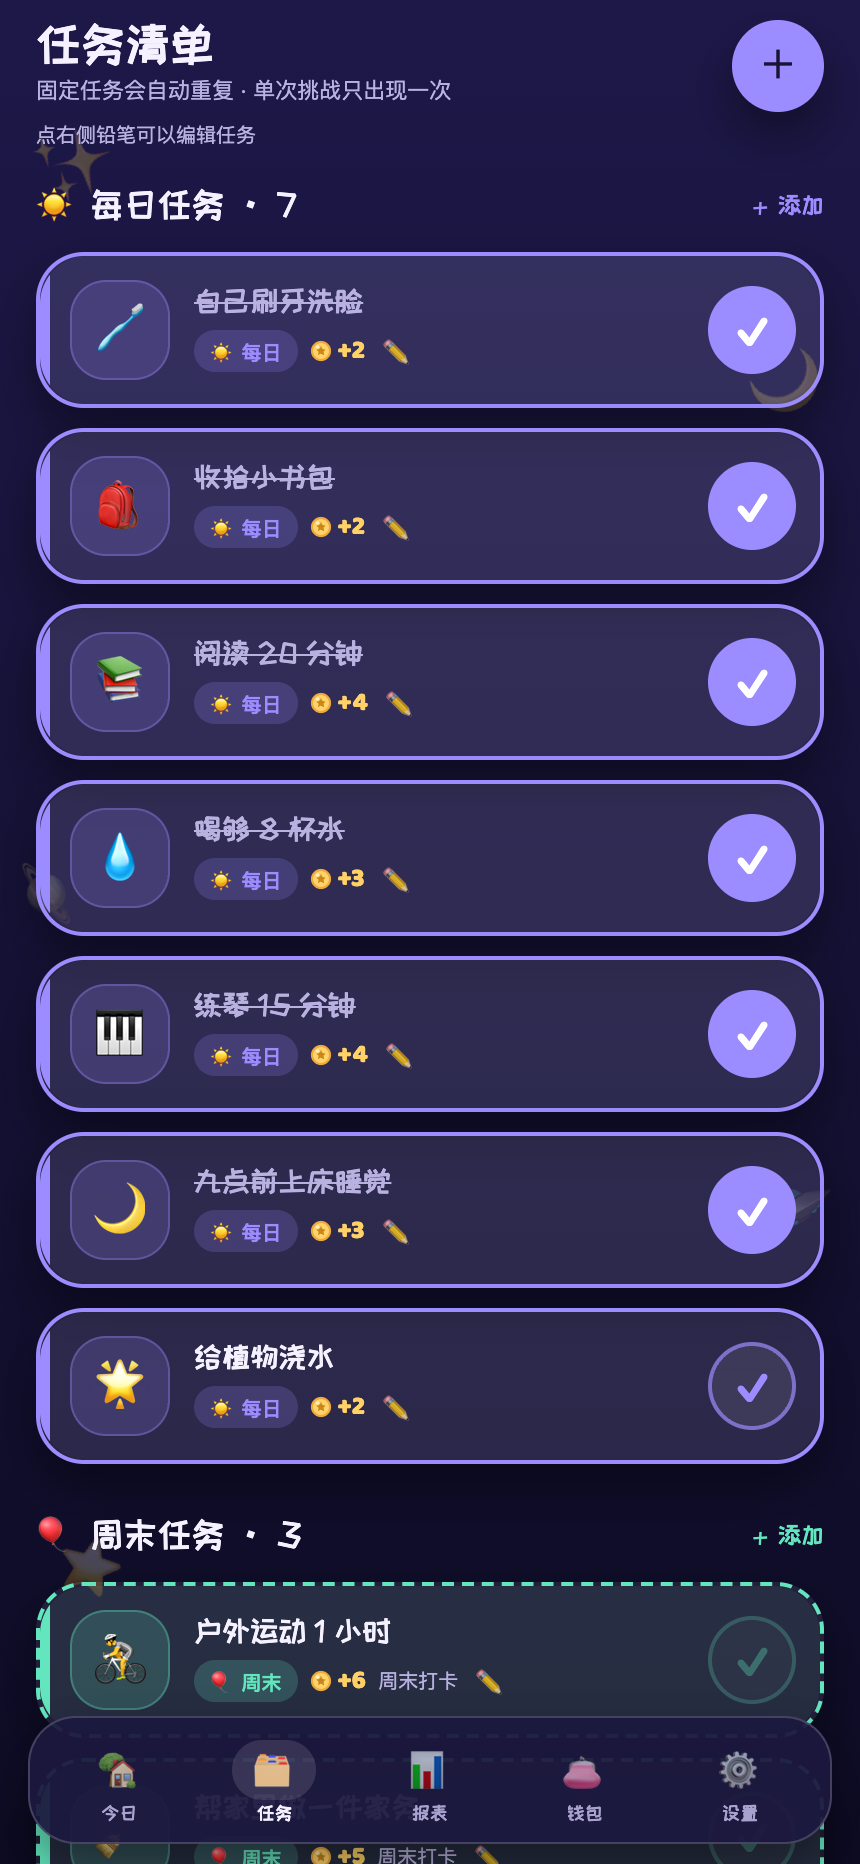 任务清单
固定任务会自动重复 · 单次挑战只出现一次
点右侧铅笔可以编辑任务
每日任务 · 7
+ 添加
自己刷牙洗脸
每日 +2
收拾小书包
每日 +2
阅读 20 分钟
每日 +4
喝够 8 杯水
每日 +3
练琴 15 分钟
每日 +4
九点前上床睡觉
每日 +3
给植物浇水
每日 +2
周末任务 · 3
+ 添加
户外运动 1 小时
周末 +6 周末打卡
今日
任务
报表
钱包
设置
周末 +5 周末打卡